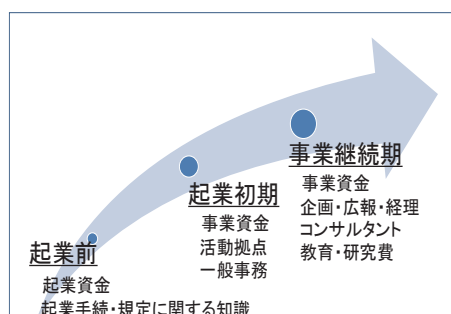 起業前
起業資金
起業手続・規定に関する知識
起業初期
事業資金
活動拠点
一般事務
事業継続期
事業資金
企画・広報・経理
コンサルタント
教育・研究費